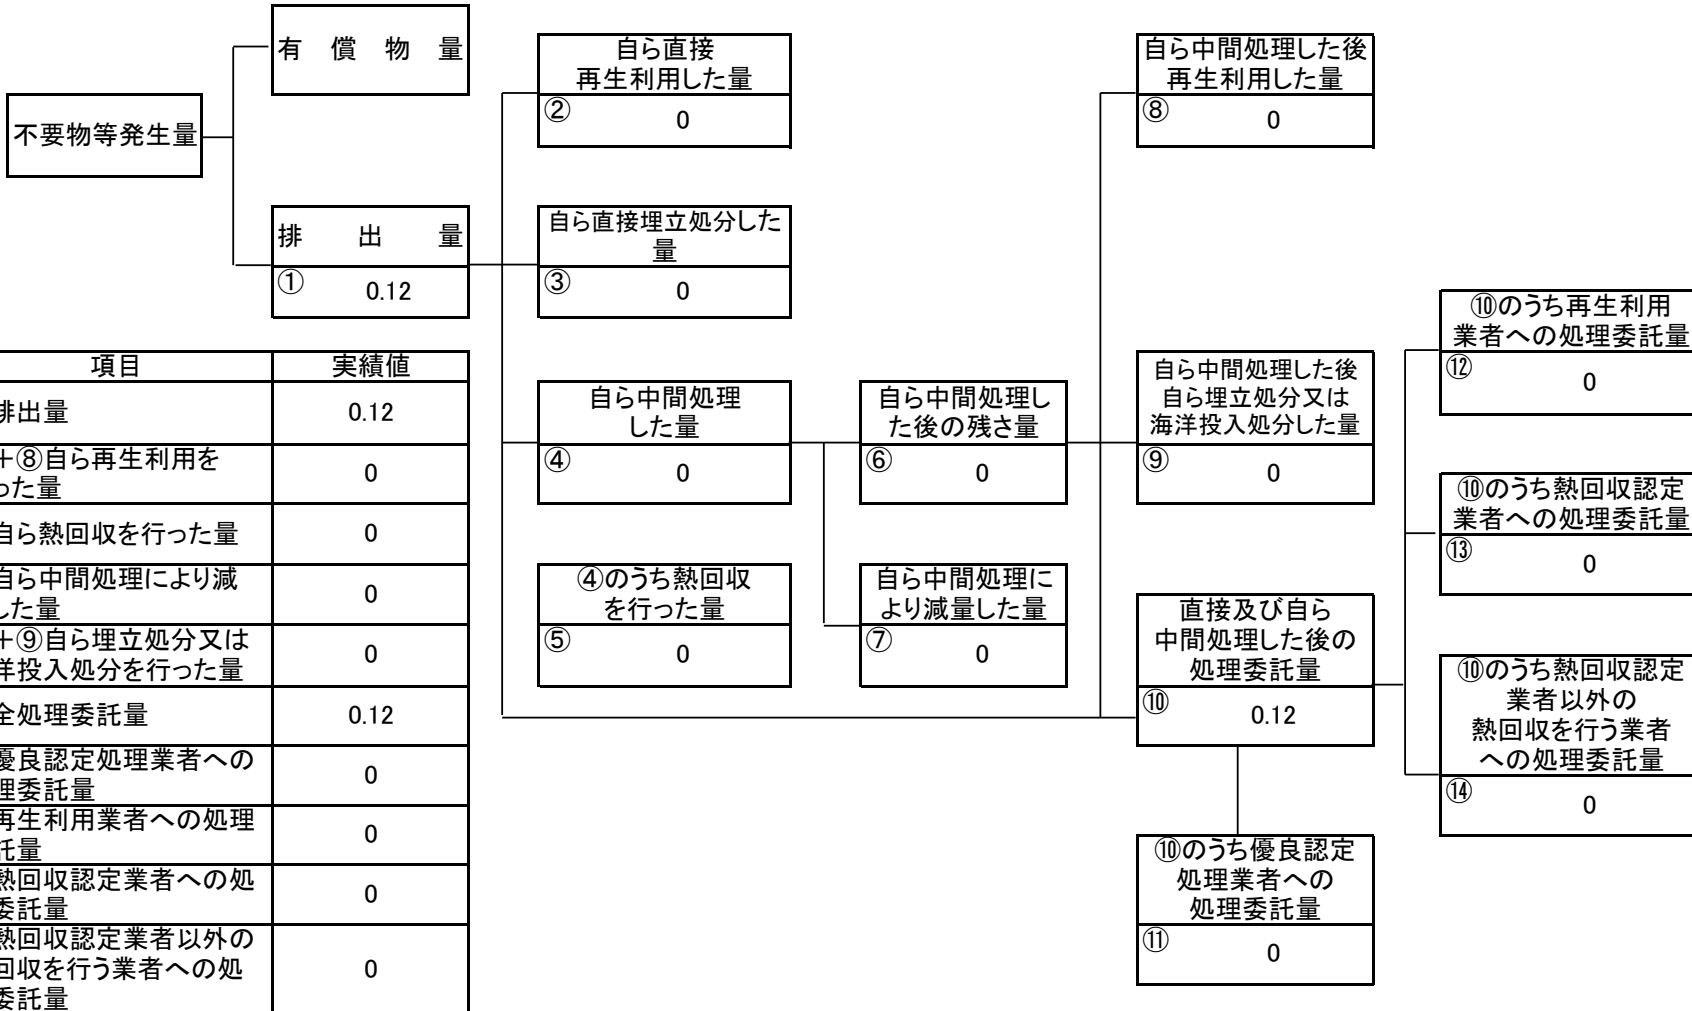 有償物量
不要物等発生量
排出量
①
0.12
自ら直接
再生利用した量
②
0
自ら直接埋立処分した
量
③
0
自ら中間処理
した量
④
0
④のうち熱回収
を行った量
⑤
0
自ら中間処理し
た後の残さ量
⑥
0
自ら中間処理に
より減量した量
⑦
0
自ら中間処理した後
再生利用した量
⑧
0
自ら中間処理した後
自ら埋立処分又は
海洋投入処分した量
⑨
0
直接及び自ら
中間処理した後の
処理委託量
⑩
0.12
⑩のうち優良認定
処理業者への
処理委託量
⑪
0
⑩のうち再生利用
業者への処理委託量
⑫
0
⑩のうち熱回収認定
業者への処理委託量
⑬
0
⑩のうち熱回収認定
業者以外の
熱回収を行う業者
への処理委託量
⑭
0
項目 実績値
排出量 0.12
+⑧自ら再生利用を
った量
0
自ら熱回収を行った量 0
自ら中間処理により減
した量
0
+⑨自ら埋立処分又は
洋投入処分を行った量
0
全処理委託量 0.12
優良認定処理業者への
理委託量
0
再生利用業者への処理
託量
0
熱回収認定業者への処
委託量
0
熱回収認定業者以外の
回収を行う業者への処
委託量
0